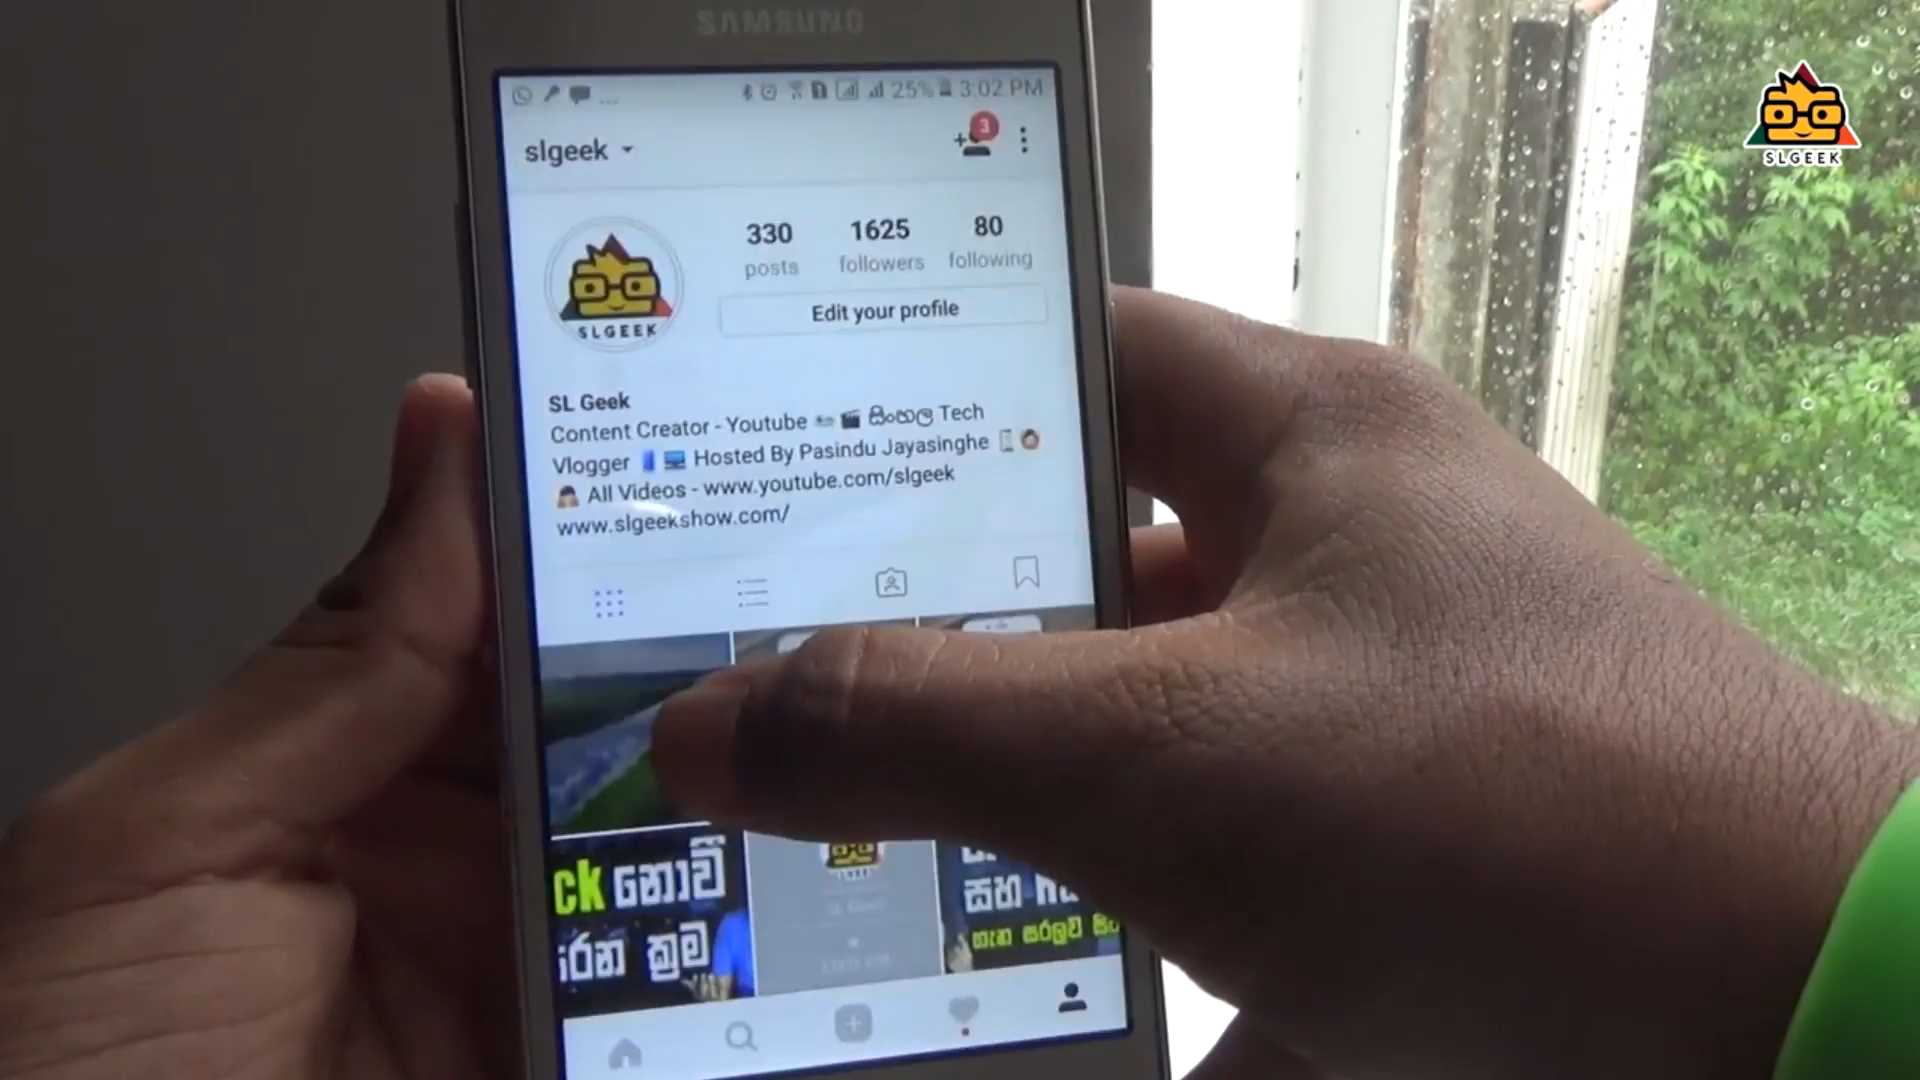 SAMSUNG
25% 3:02 PM
slgeek
3
SLGEEK
330 1625 80
posts followers following
Edit your profile
SLGEEK
SL Geek
Content Creator - Youtube සිංහල Tech
Vlogger Hosted By Pasindu Jayasinghe
All Videos - www.youtube.com/slgeek
www.slgeekshow.com/
ck නොවී
රෙන ක්‍රම
සහ
ගැන සරලව සිං